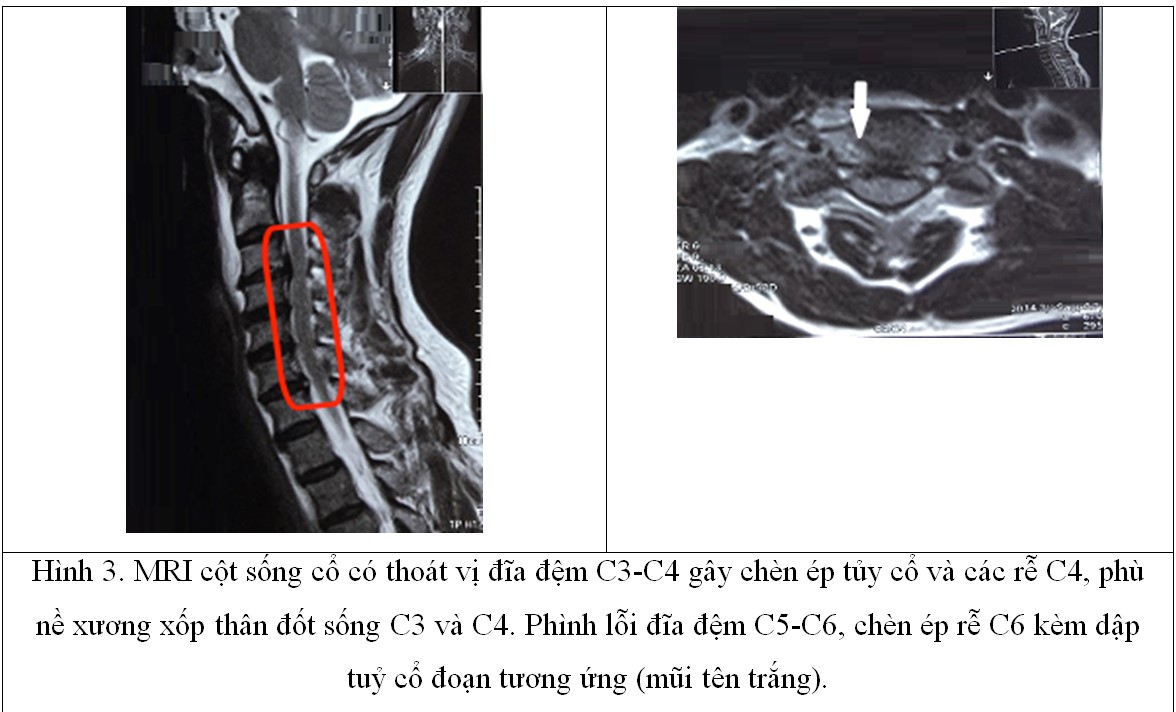 TP H
Hình 3. MRI cột sống cổ có thoát vị đĩa đệm C3-C4 gây chèn ép tủy cổ và các rễ C4, phù
nề xương xốp thân đốt sống C3 và C4. Phình lỗi đĩa đệm C5-C6, chèn ép rễ C6 kèm dập
tuỷ cổ đoạn tương ứng (mũi tên trắng).